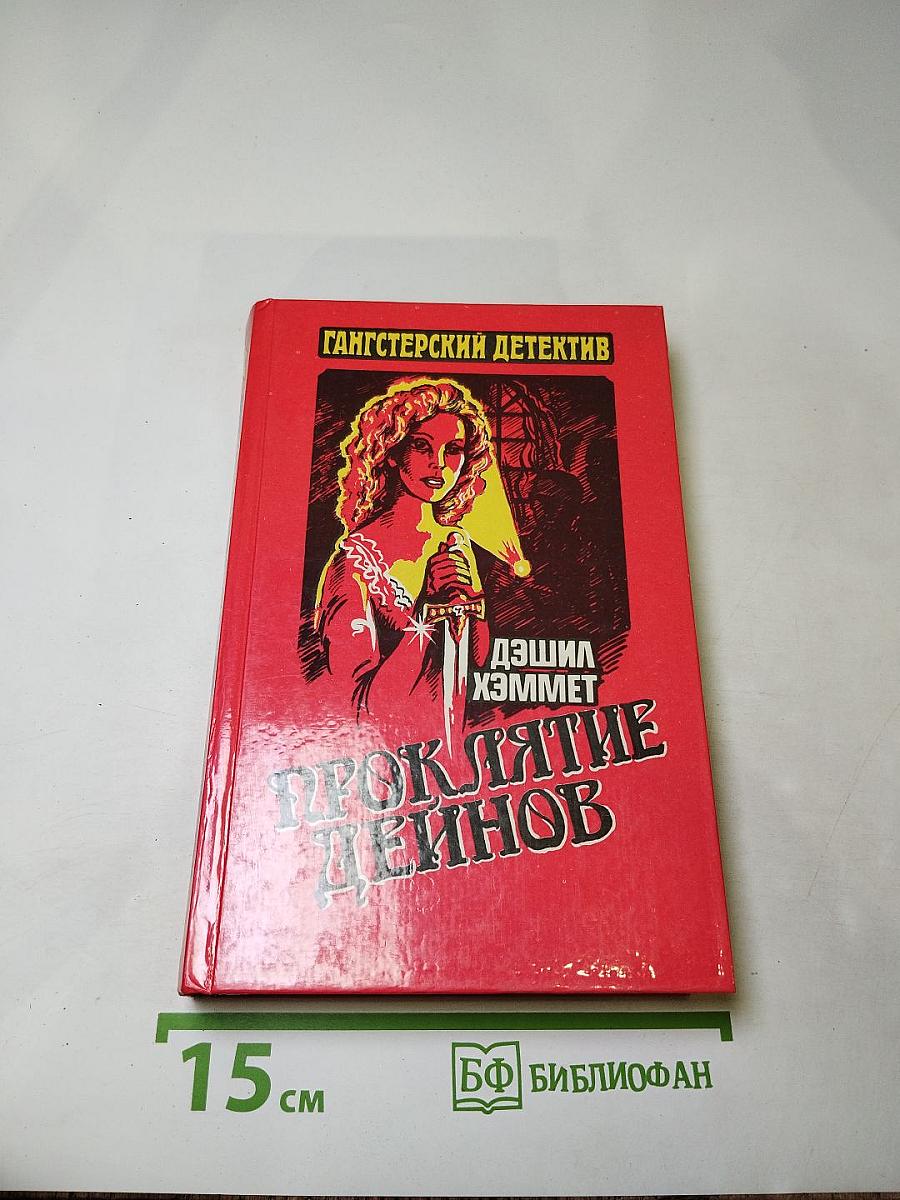 ГАНГСТЕРСКИЙ ДЕТЕКТИВ
ДЭШИЛ
ХЭММЕТ
ПРОКЛЯТИЕ
ДЕЙНОВ
15 см
БФ БИБЛИОФАН